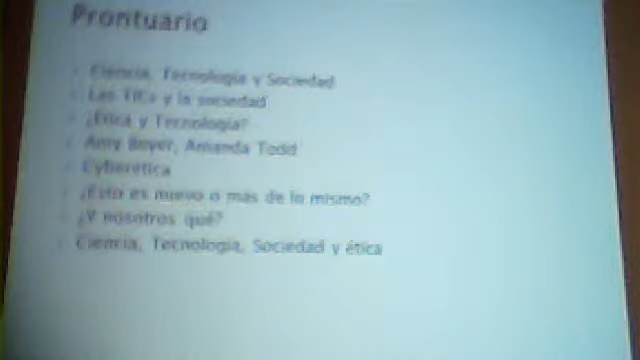 Prontuario
Ciencia, Tecnología y Sociedad
Las TICs y la sociedad
¿Ética y Tecnología?
Amy Boyer, Amanda Todd
Cyberética
¿Esto es nuevo o más de lo mismo?
¿Y nosotros qué?
Ciencia, Tecnología, Sociedad y ética